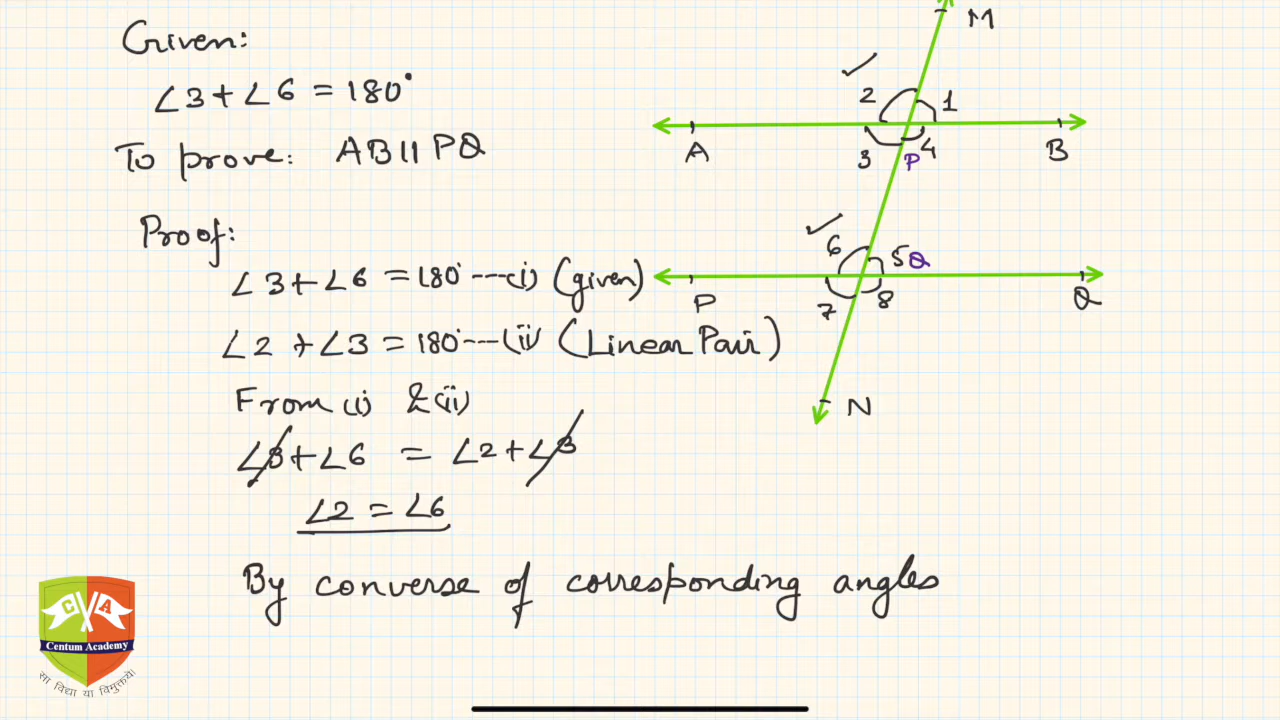 Given:
∠3+∠6 = 180°
To prove: AB || PQ
Proof:
∠3+∠6 = 180° ---(i) (given)
∠2 +∠3 = 180° ---(ii) (Linear Pair)
From (i) & (ii)
∠3+∠6 = ∠2+∠3
∠2 = ∠6
By converse of corresponding angles
M
2 1
A 3 P 4 B
6 5 Q
P 7 8 Q
N
C A
Centum Academy
सा विद्या या विमुक्तये